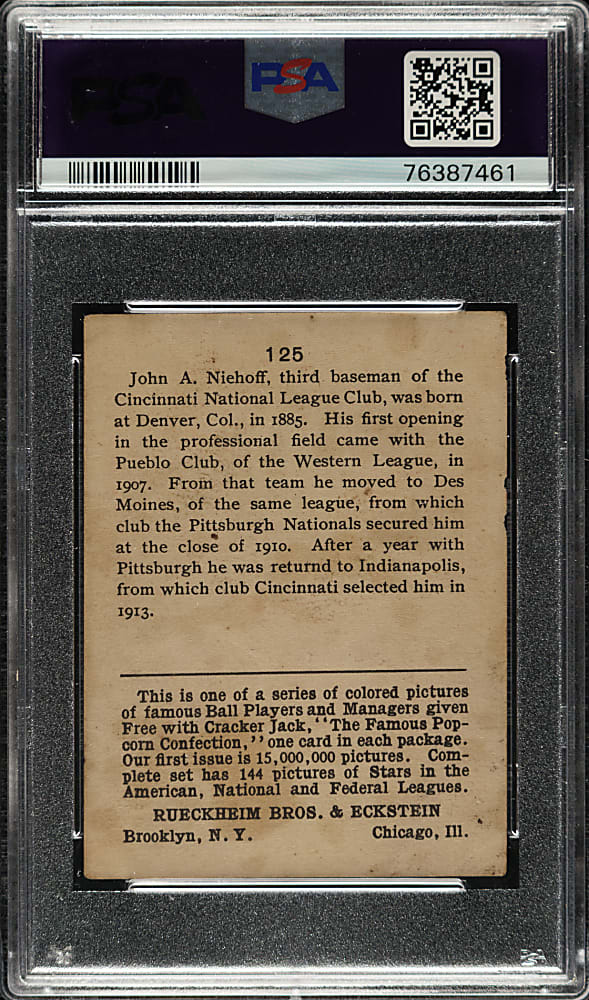 PSA
PSA
76387461
125
John A. Niehoff, third baseman of the
Cincinnati National League Club, was born
at Denver, Col., in 1885. His first opening
in the professional field came with the
Pueblo Club, of the Western League, in
1907. From that team he moved to Des
Moines, of the same league, from which
club the Pittsburgh Nationals secured him
at the close of 1910. After a year with
Pittsburgh he was returnd to Indianapolis,
from which club Cincinnati selected him in
1913.
This is one of a series of colored pictures
of famous Ball Players and Managers given
Free with Cracker Jack, "The Famous Pop-
corn Confection," one card in each package.
Our first issue is 15,000,000 pictures. Com-
plete set has 144 pictures of Stars in the
American, National and Federal Leagues.
RUECKHEIM BROS. & ECKSTEIN
Brooklyn, N. Y. Chicago, Ill.
PSA